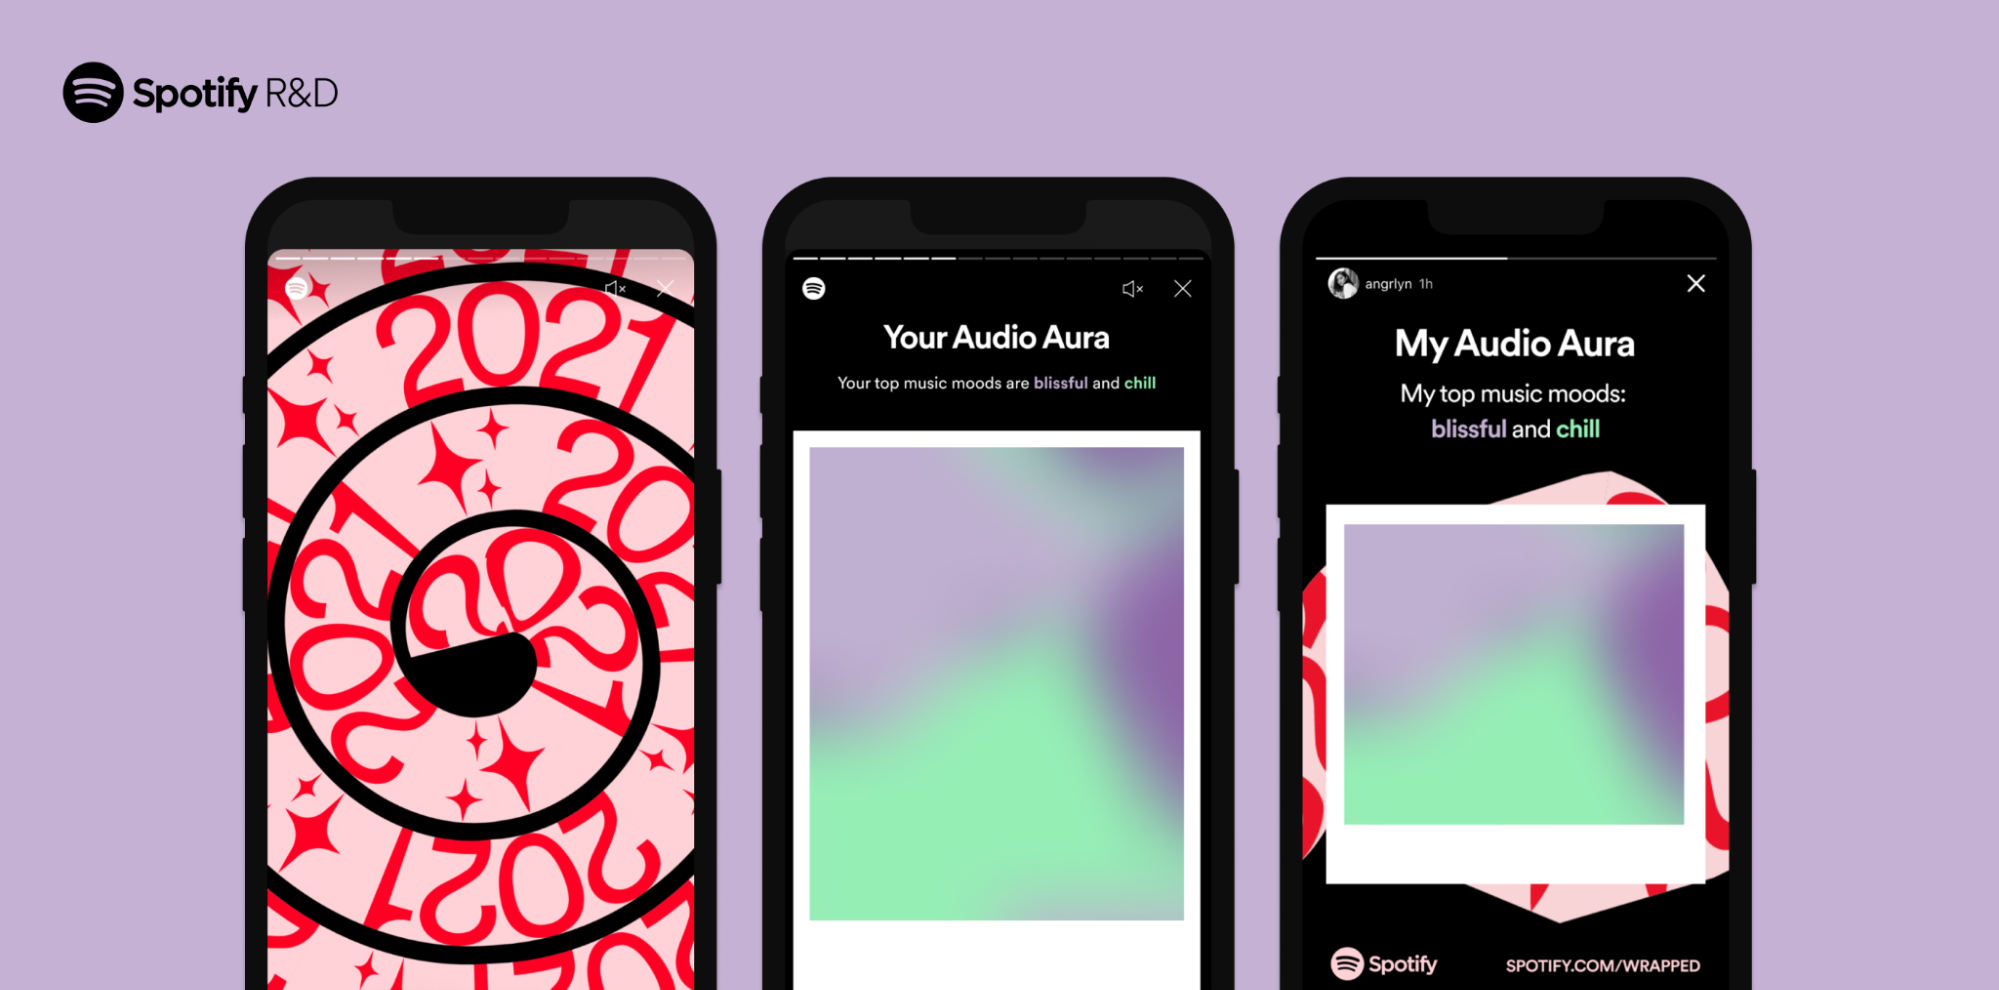 Spotify R&D
2021
2021
2021
2021
2021
Your Audio Aura
Your top music moods are blissful and chill
angrlyn 1h
My Audio Aura
My top music moods:
blissful and chill
Spotify
SPOTIFY.COM/WRAPPED